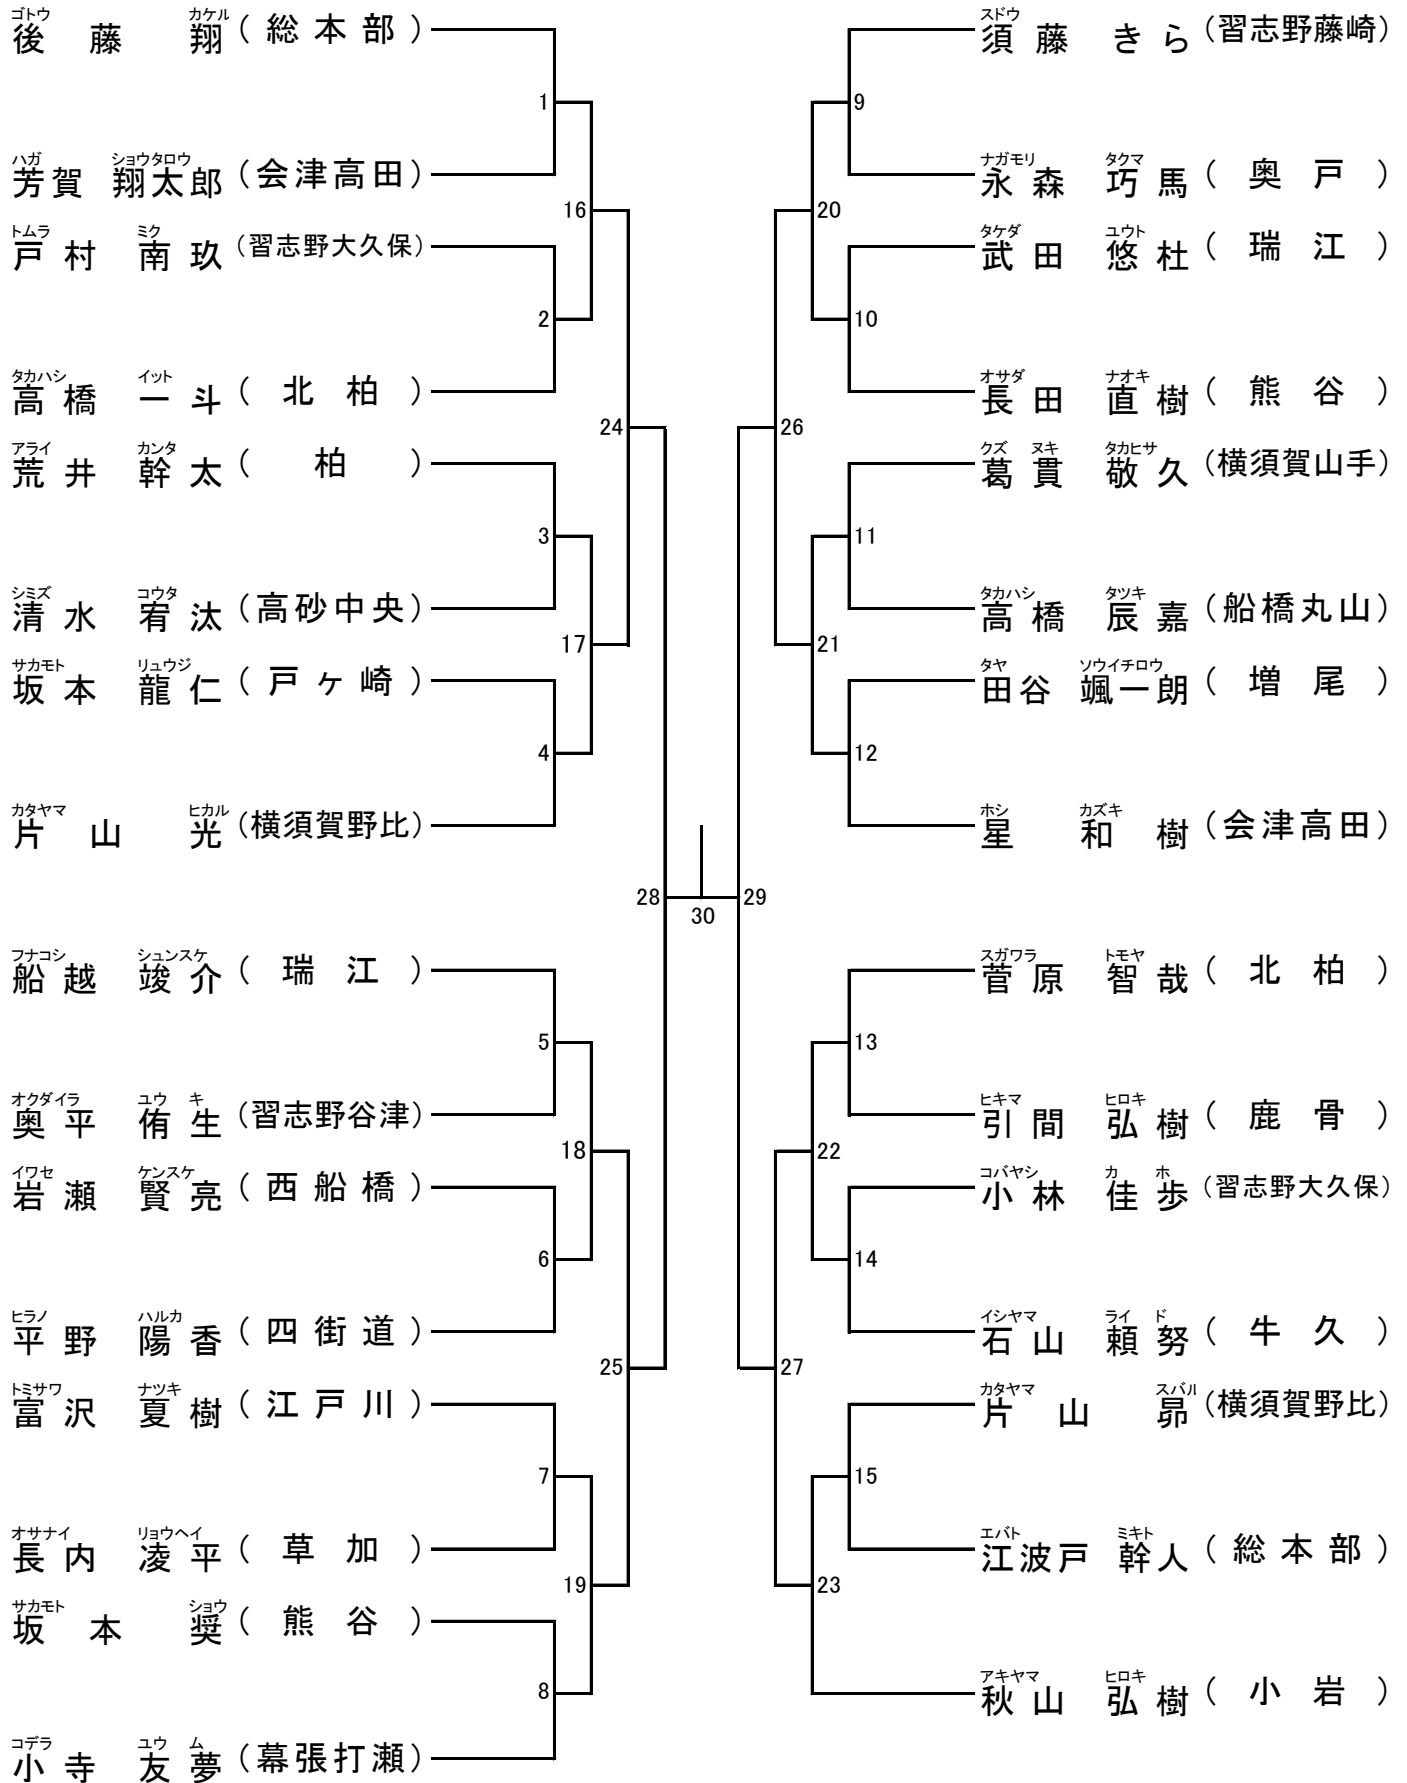 ゴトウ カケル
後藤 翔 (総本部)
1
ハガ ショウタロウ
芳賀 翔太郎 (会津高田)
16
トムラ ミク
戸村 南玖 (習志野大久保)
2
タカハシ イット
高橋 一斗 (北柏)
24
アライ カンタ
荒井 幹太 (柏)
3
シミズ コウタ
清水 宥汰 (高砂中央)
17
サカモト リュウジ
坂本 龍仁 (戸ヶ崎)
4
カタヤマ ヒカル
片山 光 (横須賀野比)
28
フナコシ シュンスケ
船越 竣介 (瑞江)
5
オクダイラ ユウ キ
奥平 侑生 (習志野谷津)
18
イワセ ケンスケ
岩瀬 賢亮 (西船橋)
6
ヒラノ ハルカ
平野 陽香 (四街道)
25
トミサワ ナツキ
富沢 夏樹 (江戸川)
7
オサナイ リョウヘイ
長内 凌平 (草加)
19
サカモト ショウ
坂本 奨 (熊谷)
8
コデラ ユウ ム
小寺 友夢 (幕張打瀬)
30
スドウ
須藤 きら (習志野藤崎)
9
ナガモリ タクマ
永森 巧馬 (奥戸)
20
タケダ ユウト
武田 悠杜 (瑞江)
10
オサダ ナオキ
長田 直樹 (熊谷)
26
クズ ヌキ タカヒサ
葛貫 敬久 (横須賀山手)
11
タカハシ タツキ
高橋 辰嘉 (船橋丸山)
21
タヤ ソウイチロウ
田谷 颯一朗 (増尾)
12
ホシ カズキ
星 和樹 (会津高田)
29
スガワラ トモヤ
菅原 智哉 (北柏)
13
ヒキマ ヒロキ
引間 弘樹 (鹿骨)
22
コバヤシ カ ホ
小林 佳歩 (習志野大久保)
14
イシヤマ ライ ド
石山 頼努 (牛久)
27
カタヤマ スバル
片山 昴 (横須賀野比)
15
エバト ミキト
江波戸 幹人 (総本部)
23
アキヤマ ヒロキ
秋山 弘樹 (小岩)